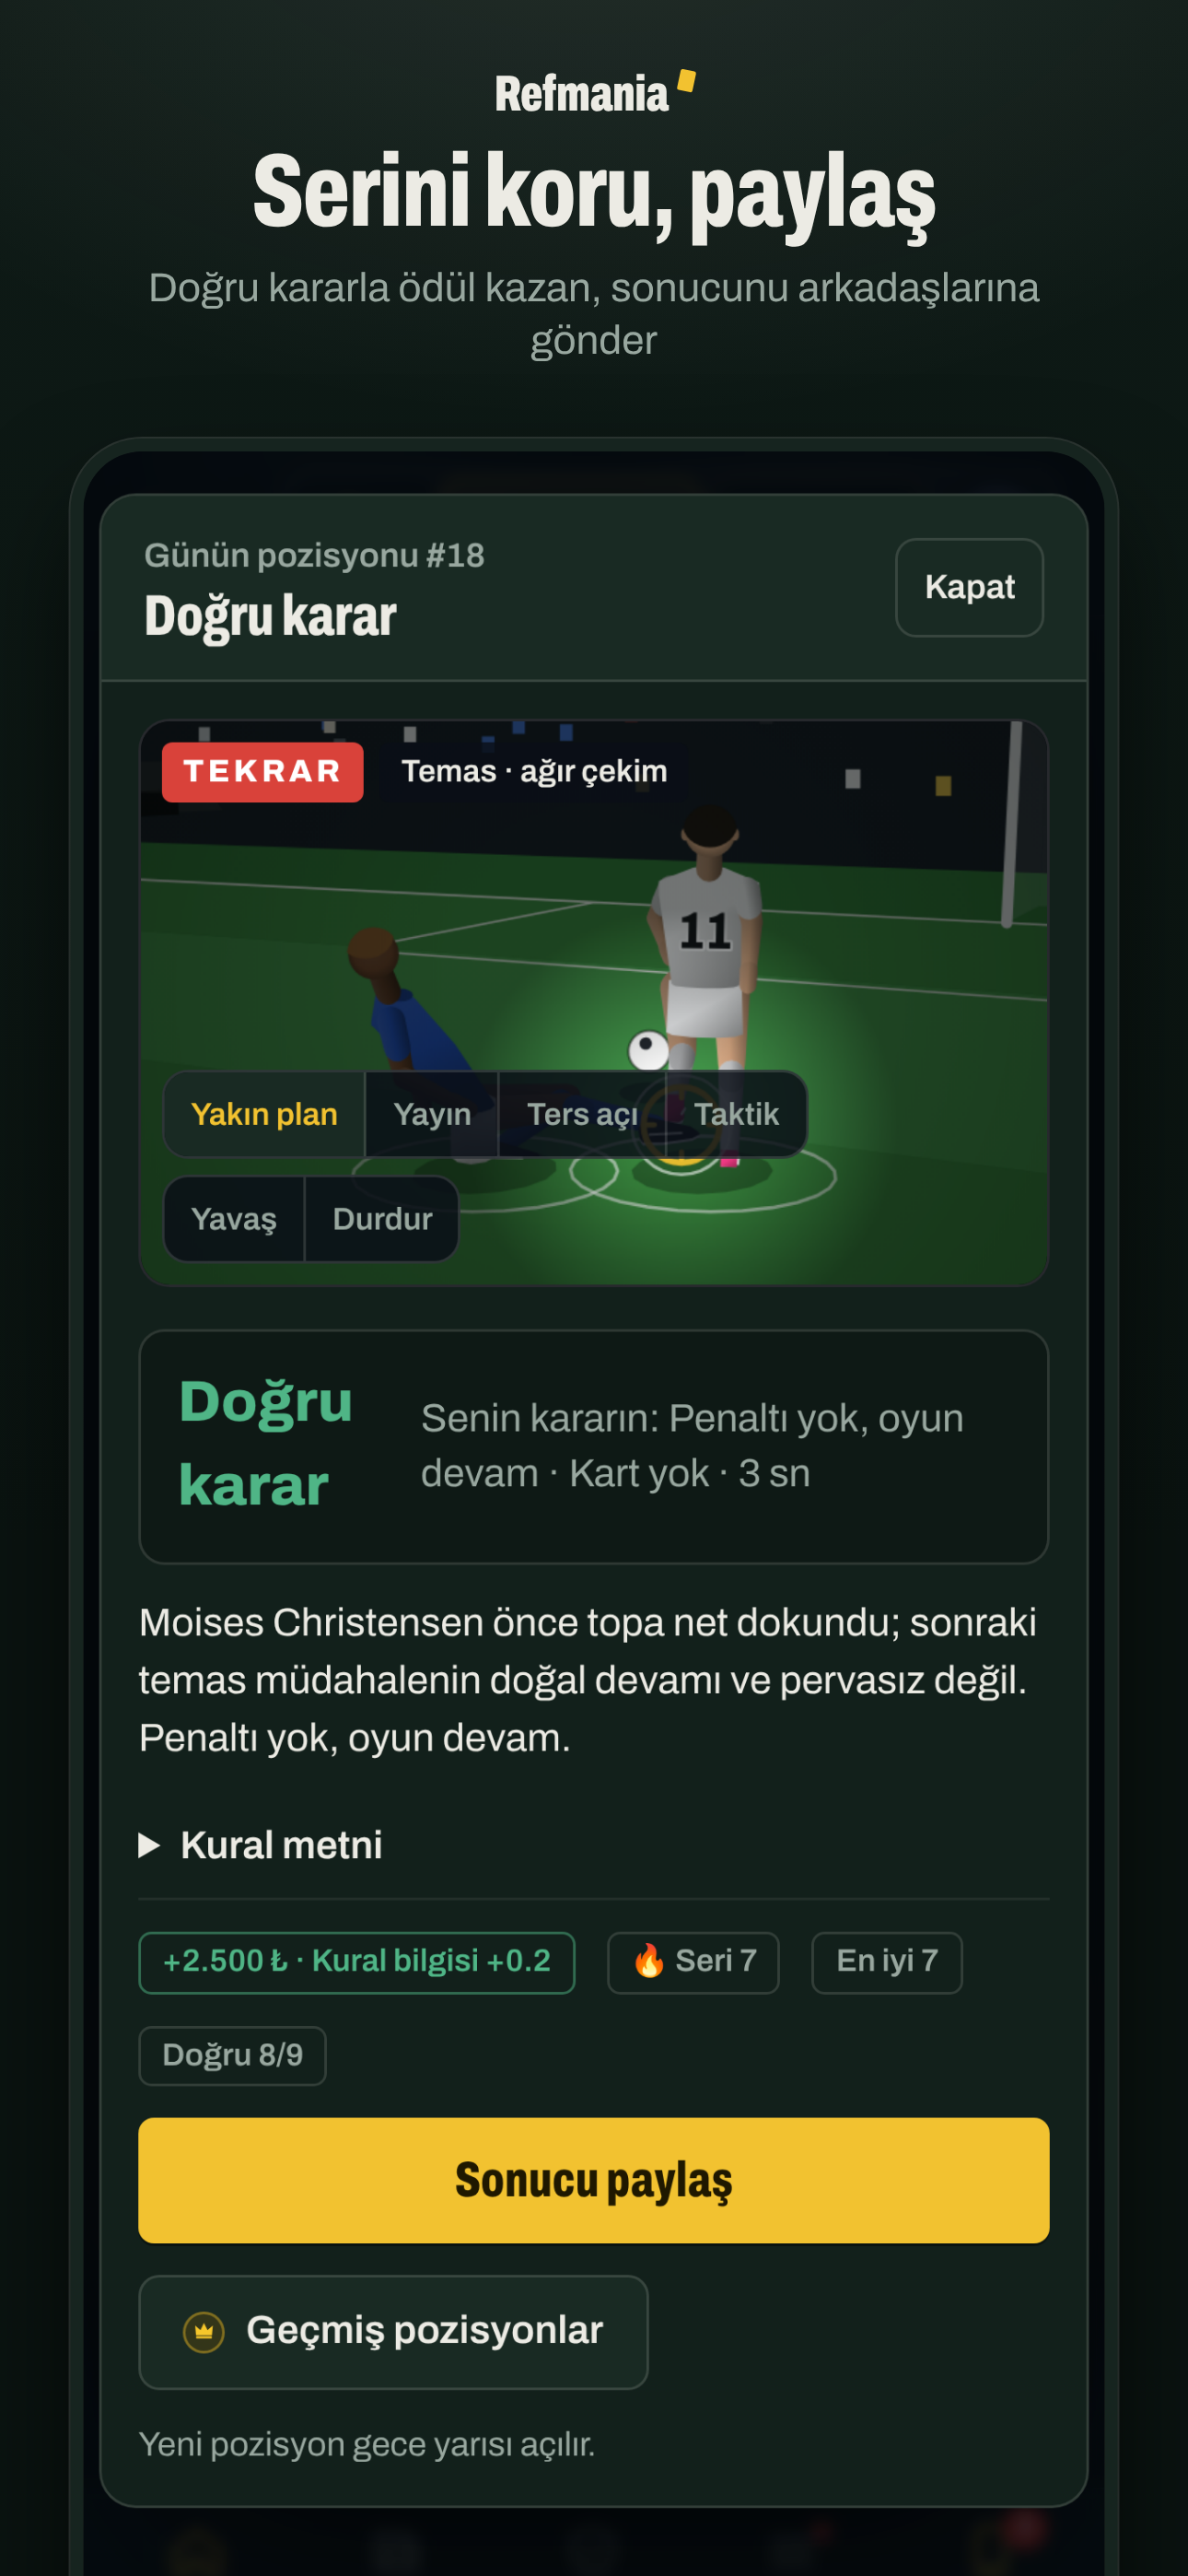 Refmania
Serini koru, paylaş
Doğru kararla ödül kazan, sonucunu arkadaşlarına
gönder
Günün pozisyonu #18
Doğru karar
Kapat
TEKRAR
Temas · ağır çekim
11
Yakın plan
Yayın
Ters açı
Taktik
Yavaş
Durdur
Doğru
karar
Senin kararın: Penaltı yok, oyun
devam · Kart yok · 3 sn
Moises Christensen önce topa net dokundu; sonraki
temas müdahalenin doğal devamı ve pervasız değil.
Penaltı yok, oyun devam.
Kural metni
+2.500 ₺ · Kural bilgisi +0.2
🔥 Seri 7
En iyi 7
Doğru 8/9
Sonucu paylaş
Geçmiş pozisyonlar
Yeni pozisyon gece yarısı açılır.